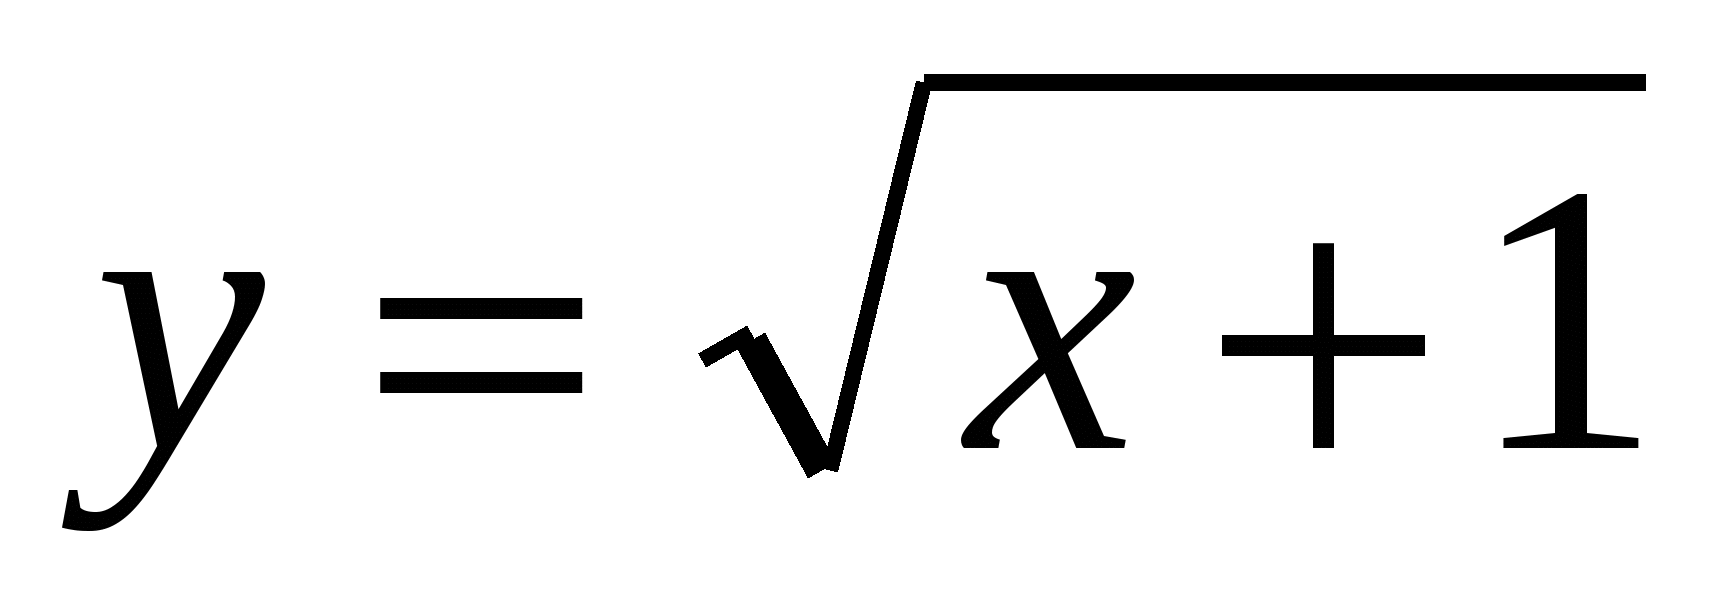 y = √(x + 1)